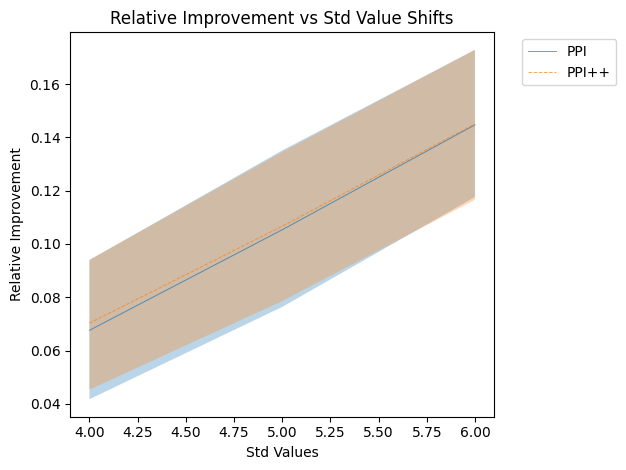 Relative Improvement vs Std Value Shifts
PPI
PPI++
Relative Improvement
0.16
0.14
0.12
0.10
0.08
0.06
0.04
4.00 4.25 4.50 4.75 5.00 5.25 5.50 5.75 6.00
Std Values